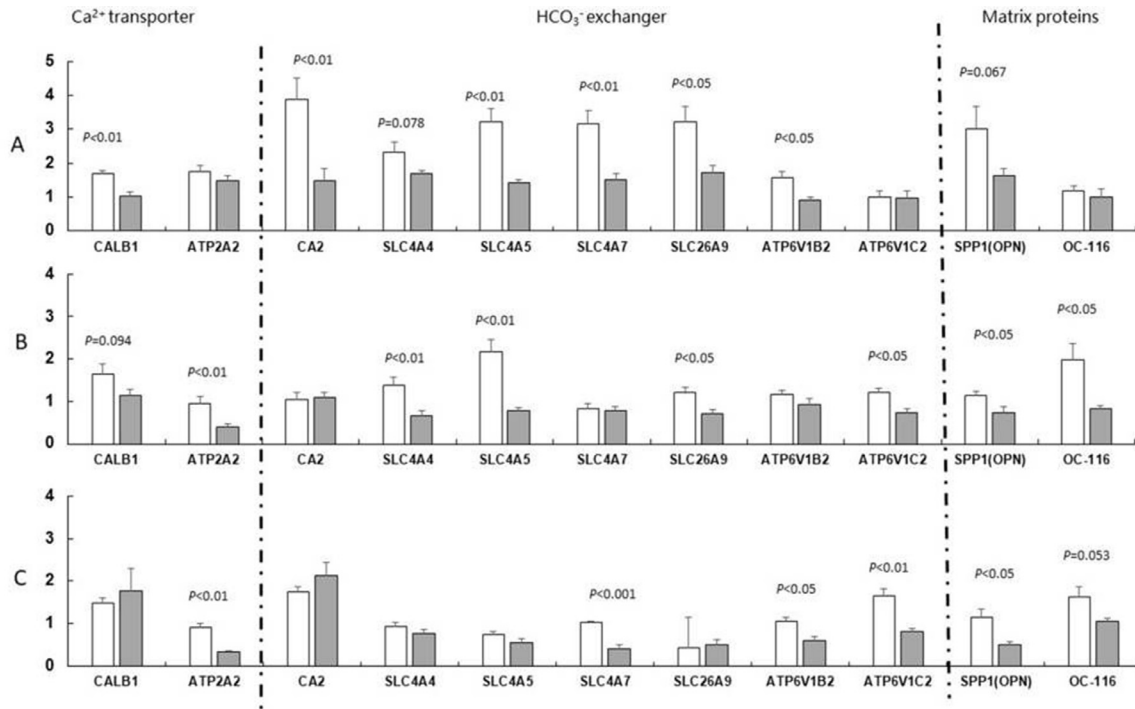 Ca²⁺ transporter HCO₃⁻ exchanger Matrix proteins
A
5
4
3
2
1
0
P<0.01
P<0.01
P=0.078
P<0.01
P<0.01
P<0.05
P<0.05
P=0.067
CALB1 ATP2A2 CA2 SLC4A4 SLC4A5 SLC4A7 SLC26A9 ATP6V1B2 ATP6V1C2 SPP1(OPN) OC-116
B
4
3
2
1
0
P=0.094
P<0.01
P<0.01
P<0.01
P<0.05
P<0.05
P<0.05
P<0.05
CALB1 ATP2A2 CA2 SLC4A4 SLC4A5 SLC4A7 SLC26A9 ATP6V1B2 ATP6V1C2 SPP1(OPN) OC-116
C
4
3
2
1
0
P<0.01
P<0.001
P<0.05
P<0.01
P<0.05
P=0.053
CALB1 ATP2A2 CA2 SLC4A4 SLC4A5 SLC4A7 SLC26A9 ATP6V1B2 ATP6V1C2 SPP1(OPN) OC-116